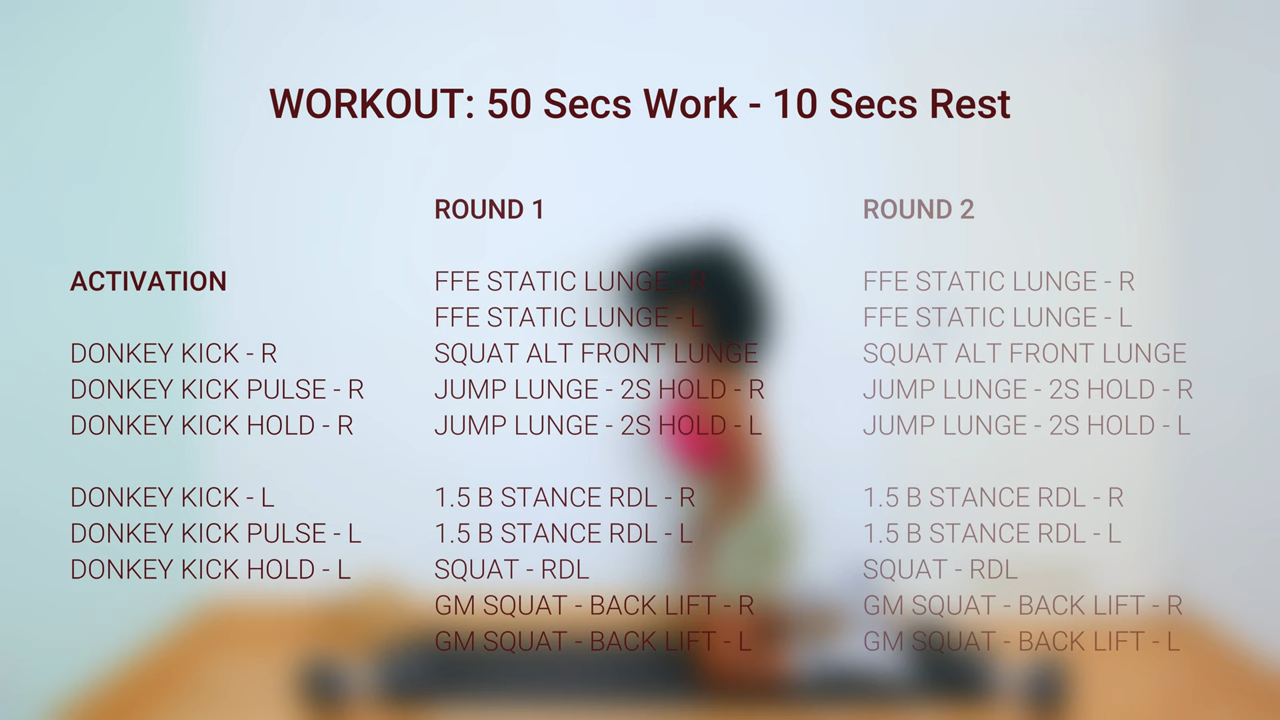 WORKOUT: 50 Secs Work - 10 Secs Rest
ACTIVATION
DONKEY KICK - R
DONKEY KICK PULSE - R
DONKEY KICK HOLD - R
DONKEY KICK - L
DONKEY KICK PULSE - L
DONKEY KICK HOLD - L
ROUND 1
FFE STATIC LUNGE - R
FFE STATIC LUNGE - L
SQUAT ALT FRONT LUNGE
JUMP LUNGE - 2S HOLD - R
JUMP LUNGE - 2S HOLD - L
1.5 B STANCE RDL - R
1.5 B STANCE RDL - L
SQUAT - RDL
GM SQUAT - BACK LIFT - R
GM SQUAT - BACK LIFT - L
ROUND 2
FFE STATIC LUNGE - R
FFE STATIC LUNGE - L
SQUAT ALT FRONT LUNGE
JUMP LUNGE - 2S HOLD - R
JUMP LUNGE - 2S HOLD - L
1.5 B STANCE RDL - R
1.5 B STANCE RDL - L
SQUAT - RDL
GM SQUAT - BACK LIFT - R
GM SQUAT - BACK LIFT - L